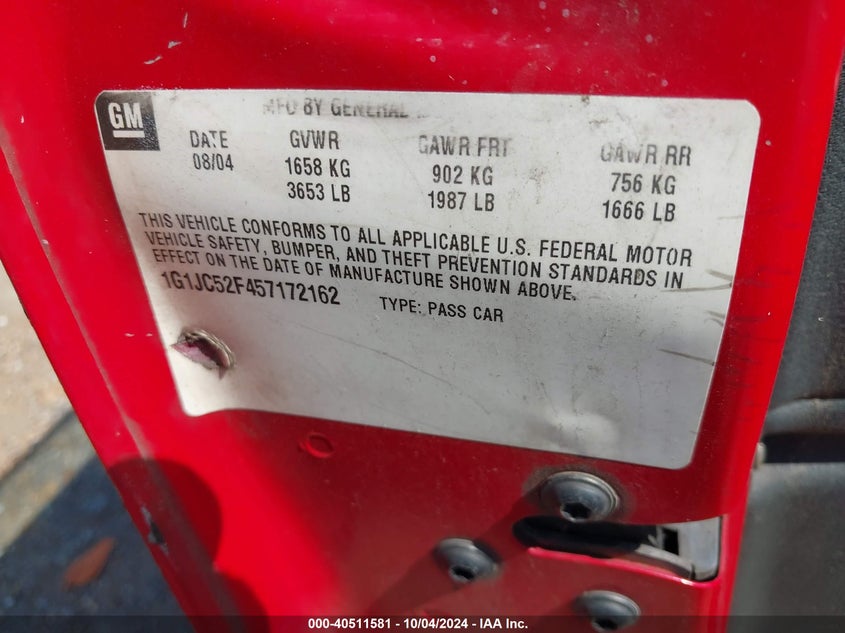 GM
MFD BY GENERAL
DATE GVWR GAWR FRT GAWR RR
08/04 1658 KG 902 KG 756 KG
3653 LB 1987 LB 1666 LB
THIS VEHICLE CONFORMS TO ALL APPLICABLE U.S. FEDERAL MOTOR
VEHICLE SAFETY, BUMPER, AND THEFT PREVENTION STANDARDS IN
EFFECT ON THE DATE OF MANUFACTURE SHOWN ABOVE.
1G1JC52F457172162 TYPE: PASS CAR
000-40511581 - 10/04/2024 - IAA Inc.